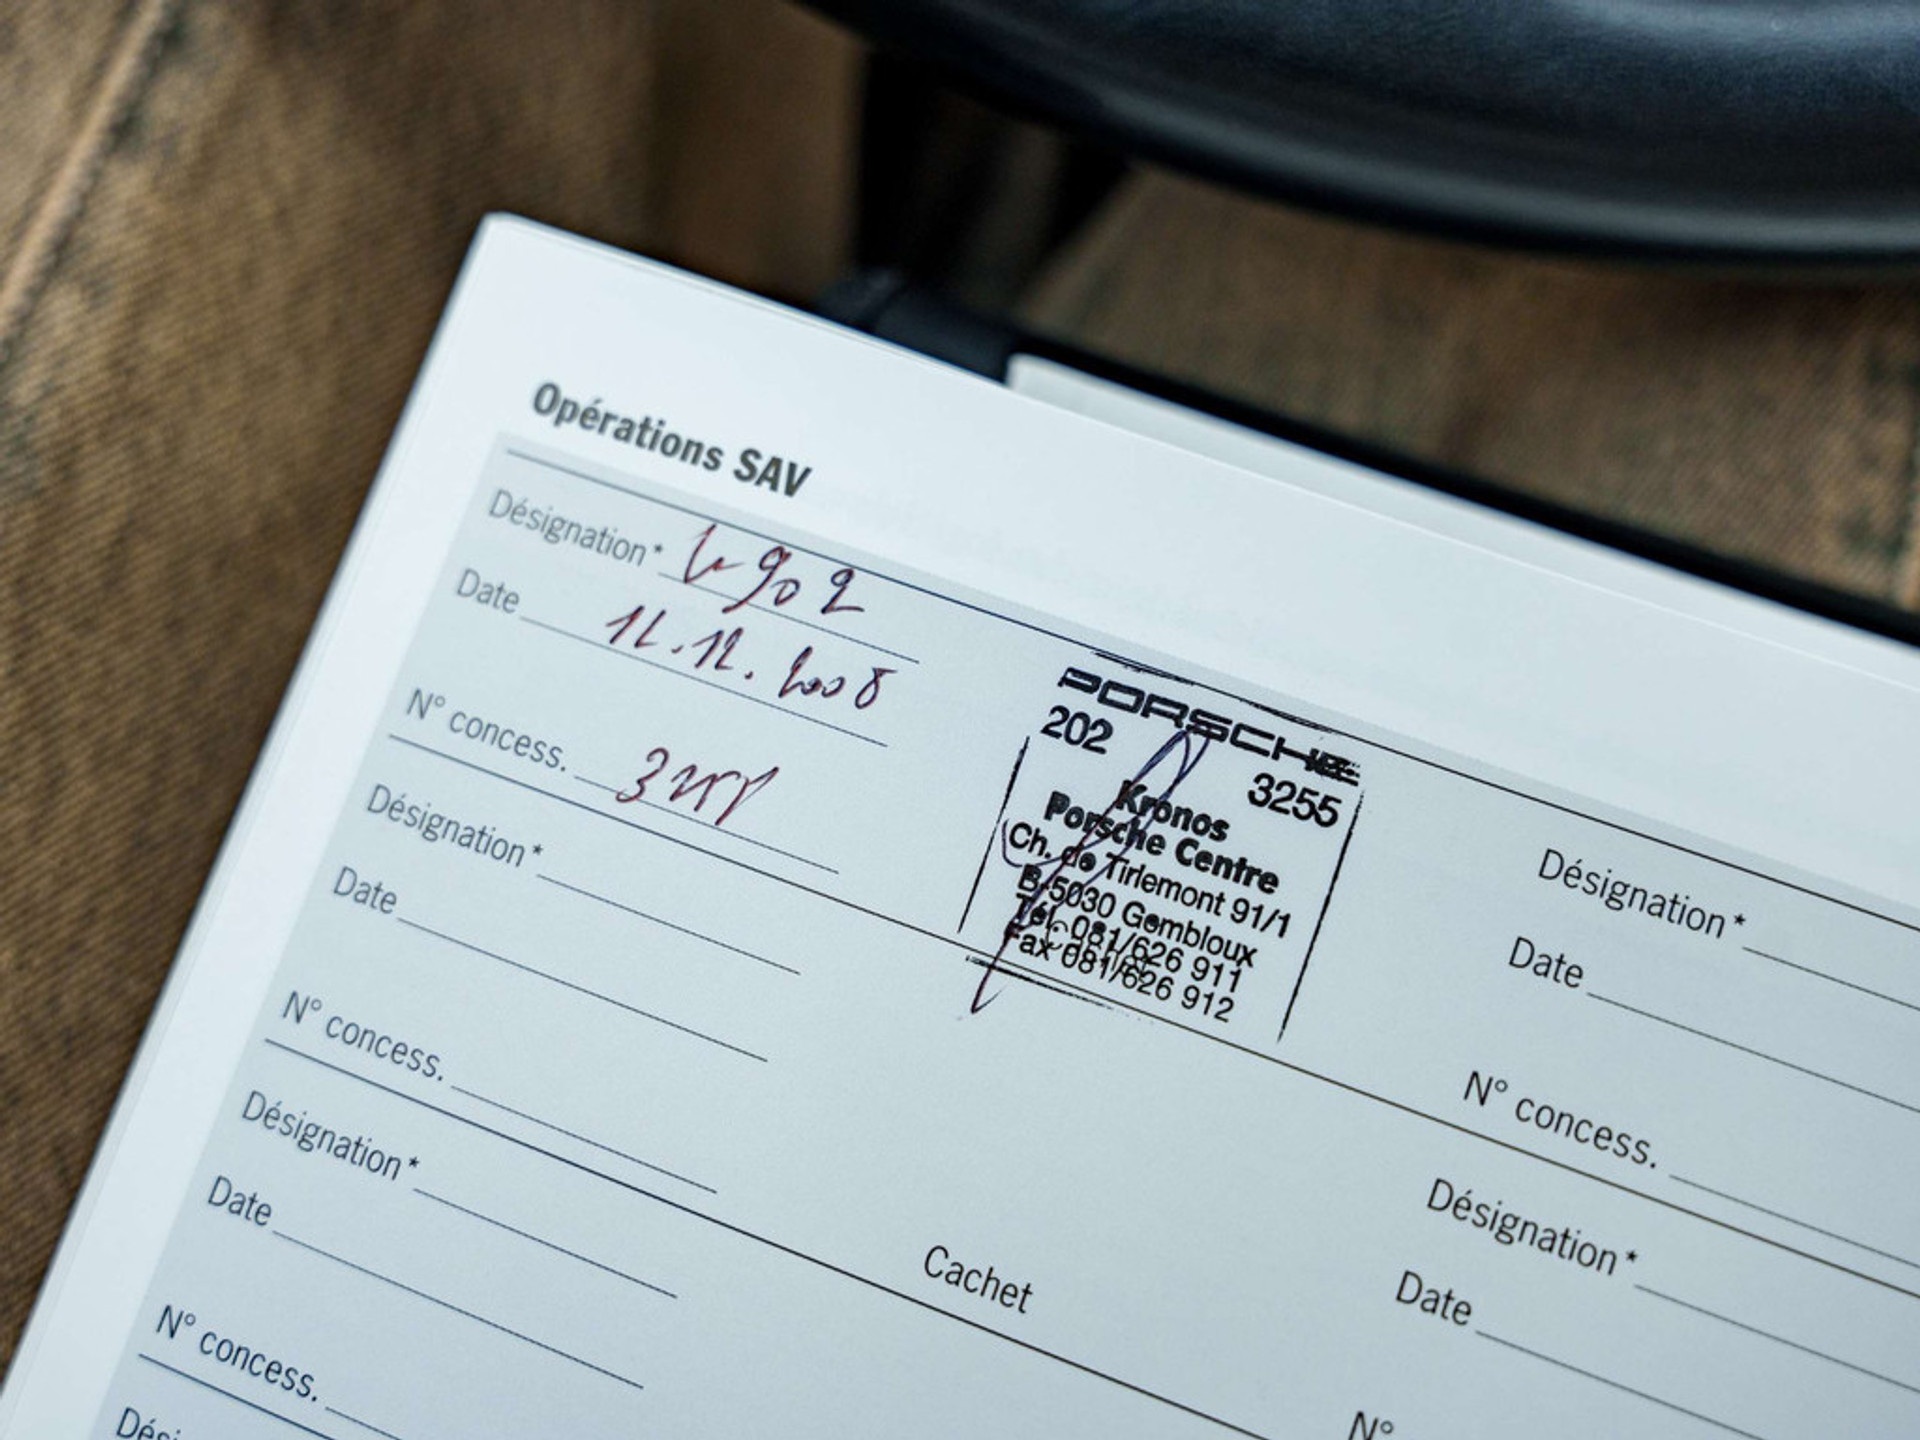 Opérations SAV
Désignation*
Date 12.12.2008
N° concess. 3255
PORSCHE
202
3255
Kronos
Porsche Centre
Ch. de Tirlemont 91/1
B-5030 Gembloux
Tél. 081/626 911
Fax 081/626 912
Désignation*
Date
N° concess.
Désignation*
Date
N° concess.
Cachet
Désignation*
Date
N° concess.
Désignation*
Date
N°